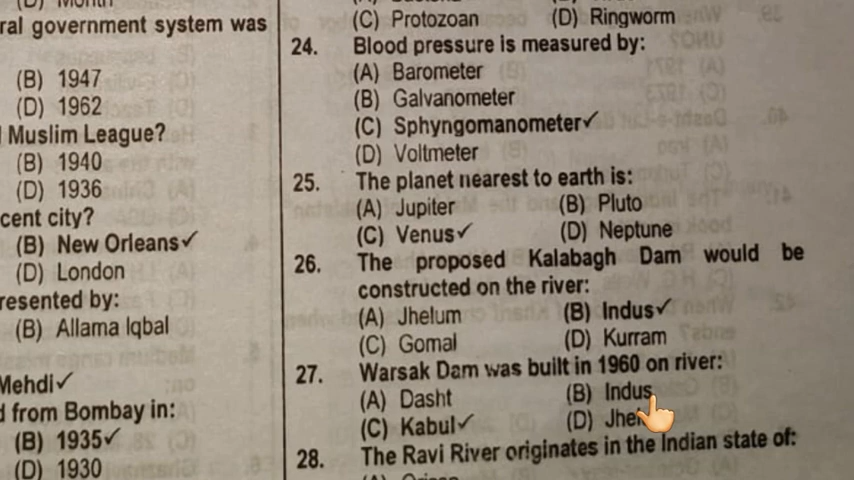 (D) Month
ral government system was
(B) 1947
(D) 1962
Muslim League?
(B) 1940
(D) 1936
cent city?
(B) New Orleans✓
(D) London
resented by:
(B) Allama Iqbal
Mehdi✓
d from Bombay in:
(B) 1935✓
(D) 1930
(C) Protozoan (D) Ringworm
24. Blood pressure is measured by:
(A) Barometer
(B) Galvanometer
(C) Sphyngomanometer✓
(D) Voltmeter
25. The planet nearest to earth is:
(A) Jupiter (B) Pluto
(C) Venus✓ (D) Neptune
26. The proposed Kalabagh Dam would be
constructed on the river:
(A) Jhelum (B) Indus✓
(C) Gomal (D) Kurram
27. Warsak Dam was built in 1960 on river:
(A) Dasht (B) Indus
(C) Kabul✓ (D) Jhel
28. The Ravi River originates in the Indian state of: